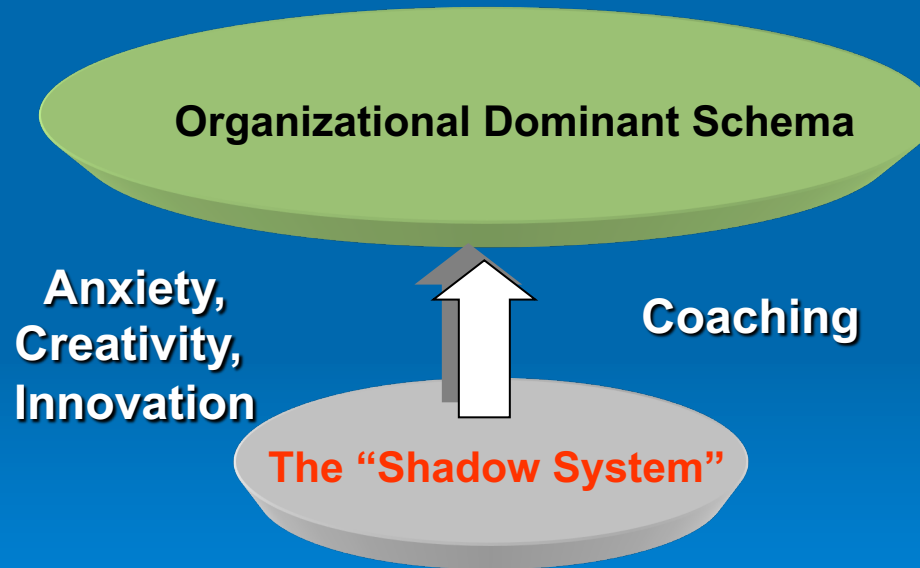 Organizational Dominant Schema
Anxiety,
Creativity,
Innovation
Coaching
The “Shadow System”